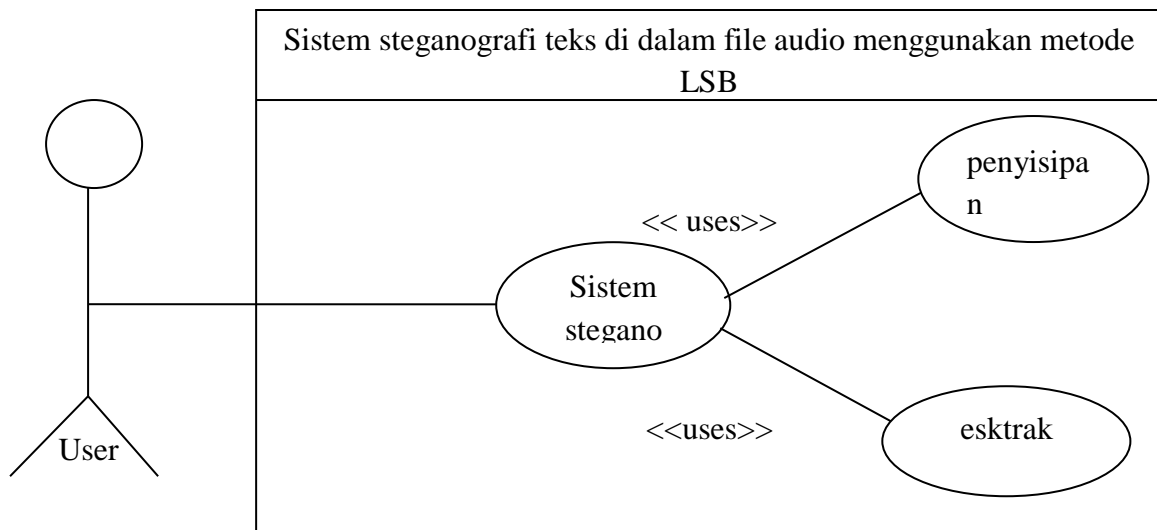 Sistem steganografi teks di dalam file audio menggunakan metode
LSB
penyisipa
n
<< uses>>
Sistem
stegano
<<uses>>
esktrak
User